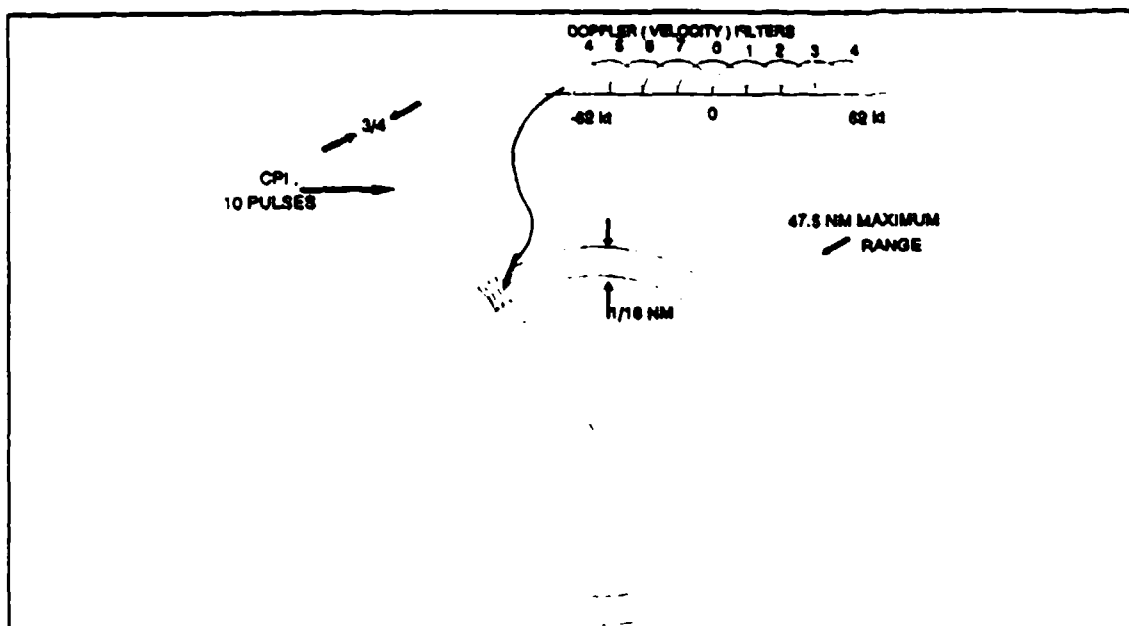 DOPPLER (VELOCITY) FILTERS
4 5 6 7 0 1 2 3 4
-62 kt 0 62 kt
3/4
CPI
10 PULSES
47.5 NM MAXIMUM
RANGE
1/16 NM